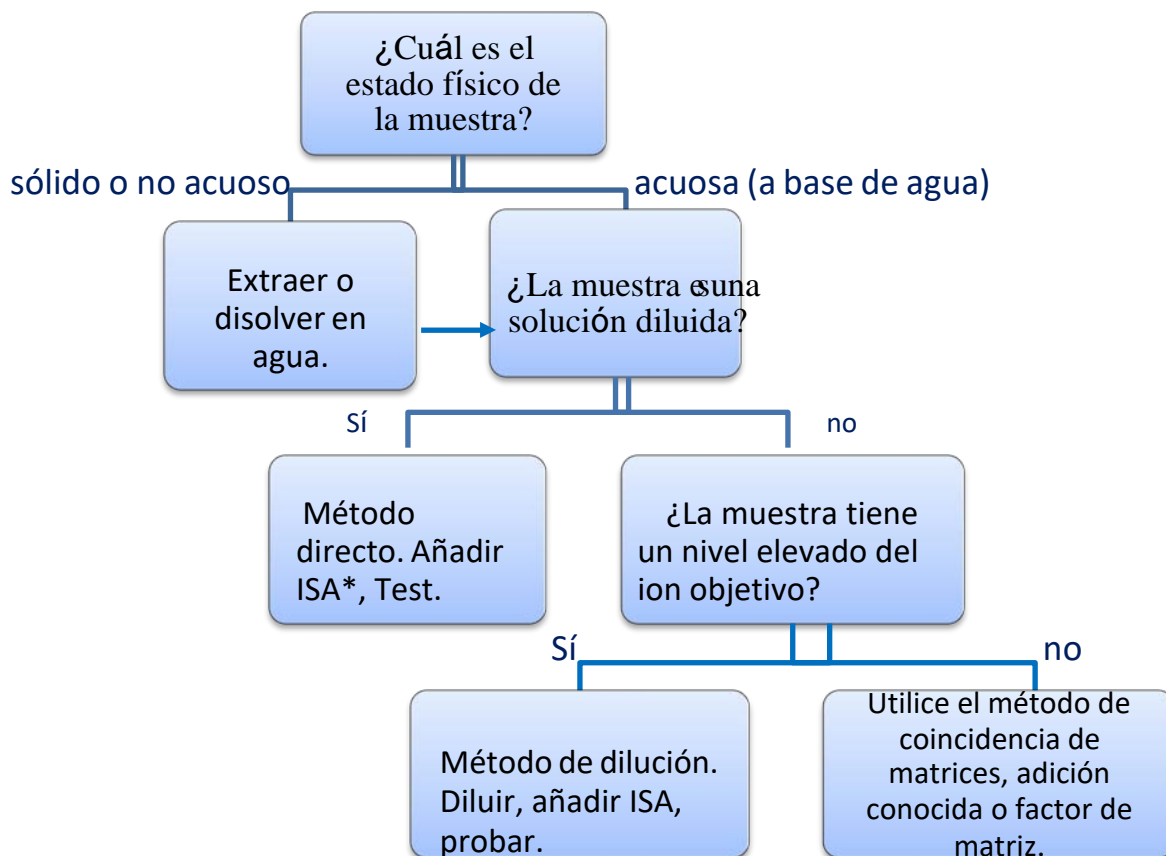 ¿Cuál es el
estado físico de
la muestra?
sólido o no acuoso
acuosa (a base de agua)
Extraer o
disolver en
agua.
¿La muestra es una
solución diluida?
Sí
no
Método
directo. Añadir
ISA*, Test.
¿La muestra tiene
un nivel elevado del
ion objetivo?
Sí
no
Método de dilución.
Diluir, añadir ISA,
probar.
Utilice el método de
coincidencia de
matrices, adición
conocida o factor de
matriz.